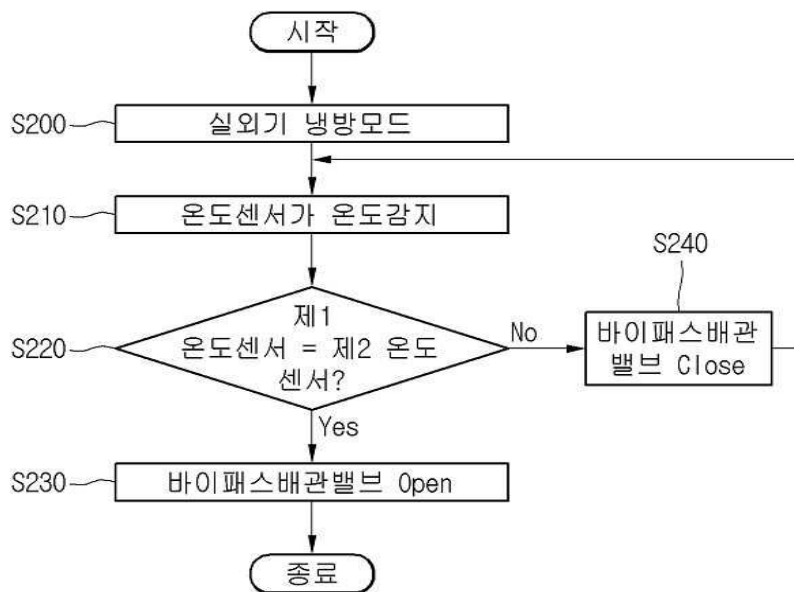 시작
S200
실외기 냉방모드
S210
온도센서가 온도감지
S240
S220
제1
온도센서 = 제2 온도
센서?
No
바이패스배관
밸브 Close
Yes
S230
바이패스배관밸브 Open
종료